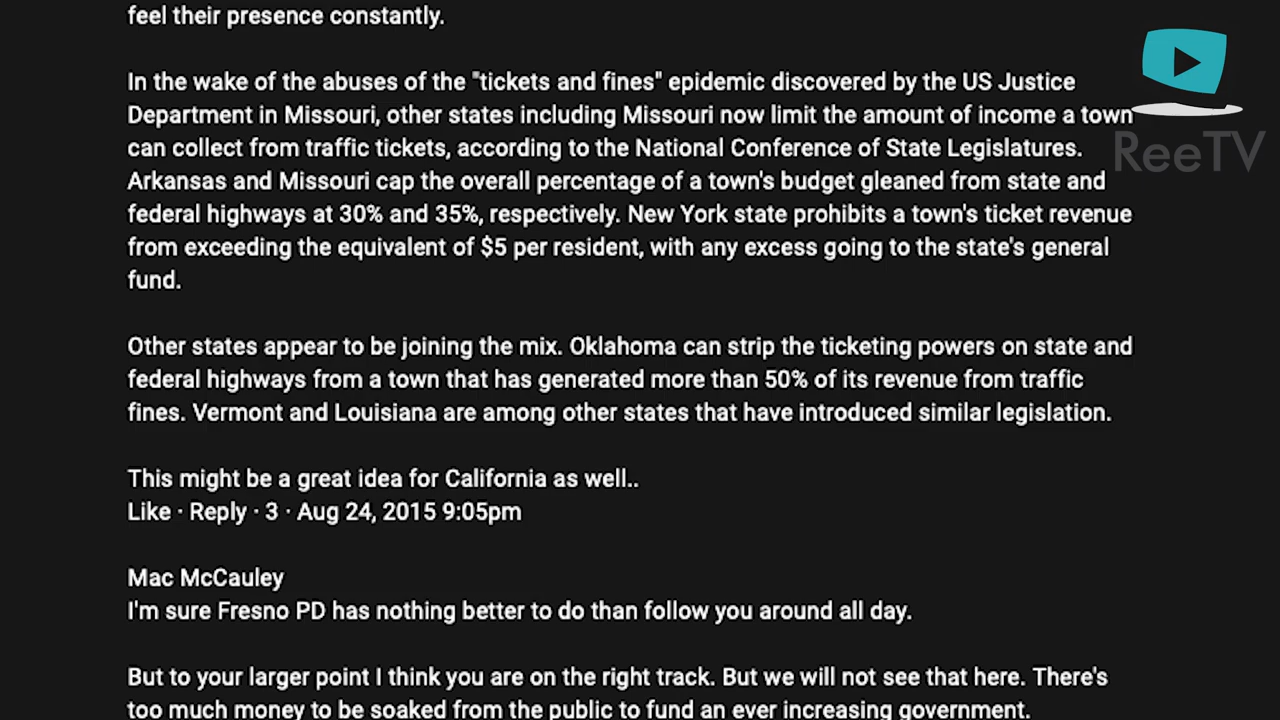 feel their presence constantly.
In the wake of the abuses of the "tickets and fines" epidemic discovered by the US Justice
Department in Missouri, other states including Missouri now limit the amount of income a town
can collect from traffic tickets, according to the National Conference of State Legislatures.
Arkansas and Missouri cap the overall percentage of a town's budget gleaned from state and
federal highways at 30% and 35%, respectively. New York state prohibits a town's ticket revenue
from exceeding the equivalent of $5 per resident, with any excess going to the state's general
fund.
Other states appear to be joining the mix. Oklahoma can strip the ticketing powers on state and
federal highways from a town that has generated more than 50% of its revenue from traffic
fines. Vermont and Louisiana are among other states that have introduced similar legislation.
This might be a great idea for California as well..
Like · Reply · 3 · Aug 24, 2015 9:05pm
Mac McCauley
I'm sure Fresno PD has nothing better to do than follow you around all day.
But to your larger point I think you are on the right track. But we will not see that here. There's
too much money to be soaked from the public to fund an ever increasing government.
ReeTV